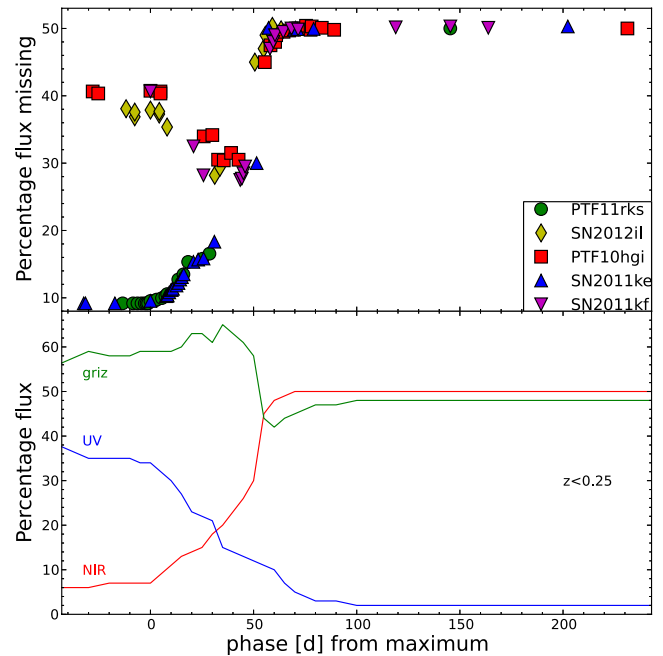 Percentage flux missing
50
40
30
20
10
PTF11rks
SN2012il
PTF10hgi
SN2011ke
SN2011kf
Percentage flux
60
50
40
30
20
10
0
griz
UV
NIR
z<0.25
0
50
100
150
200
phase [d] from maximum